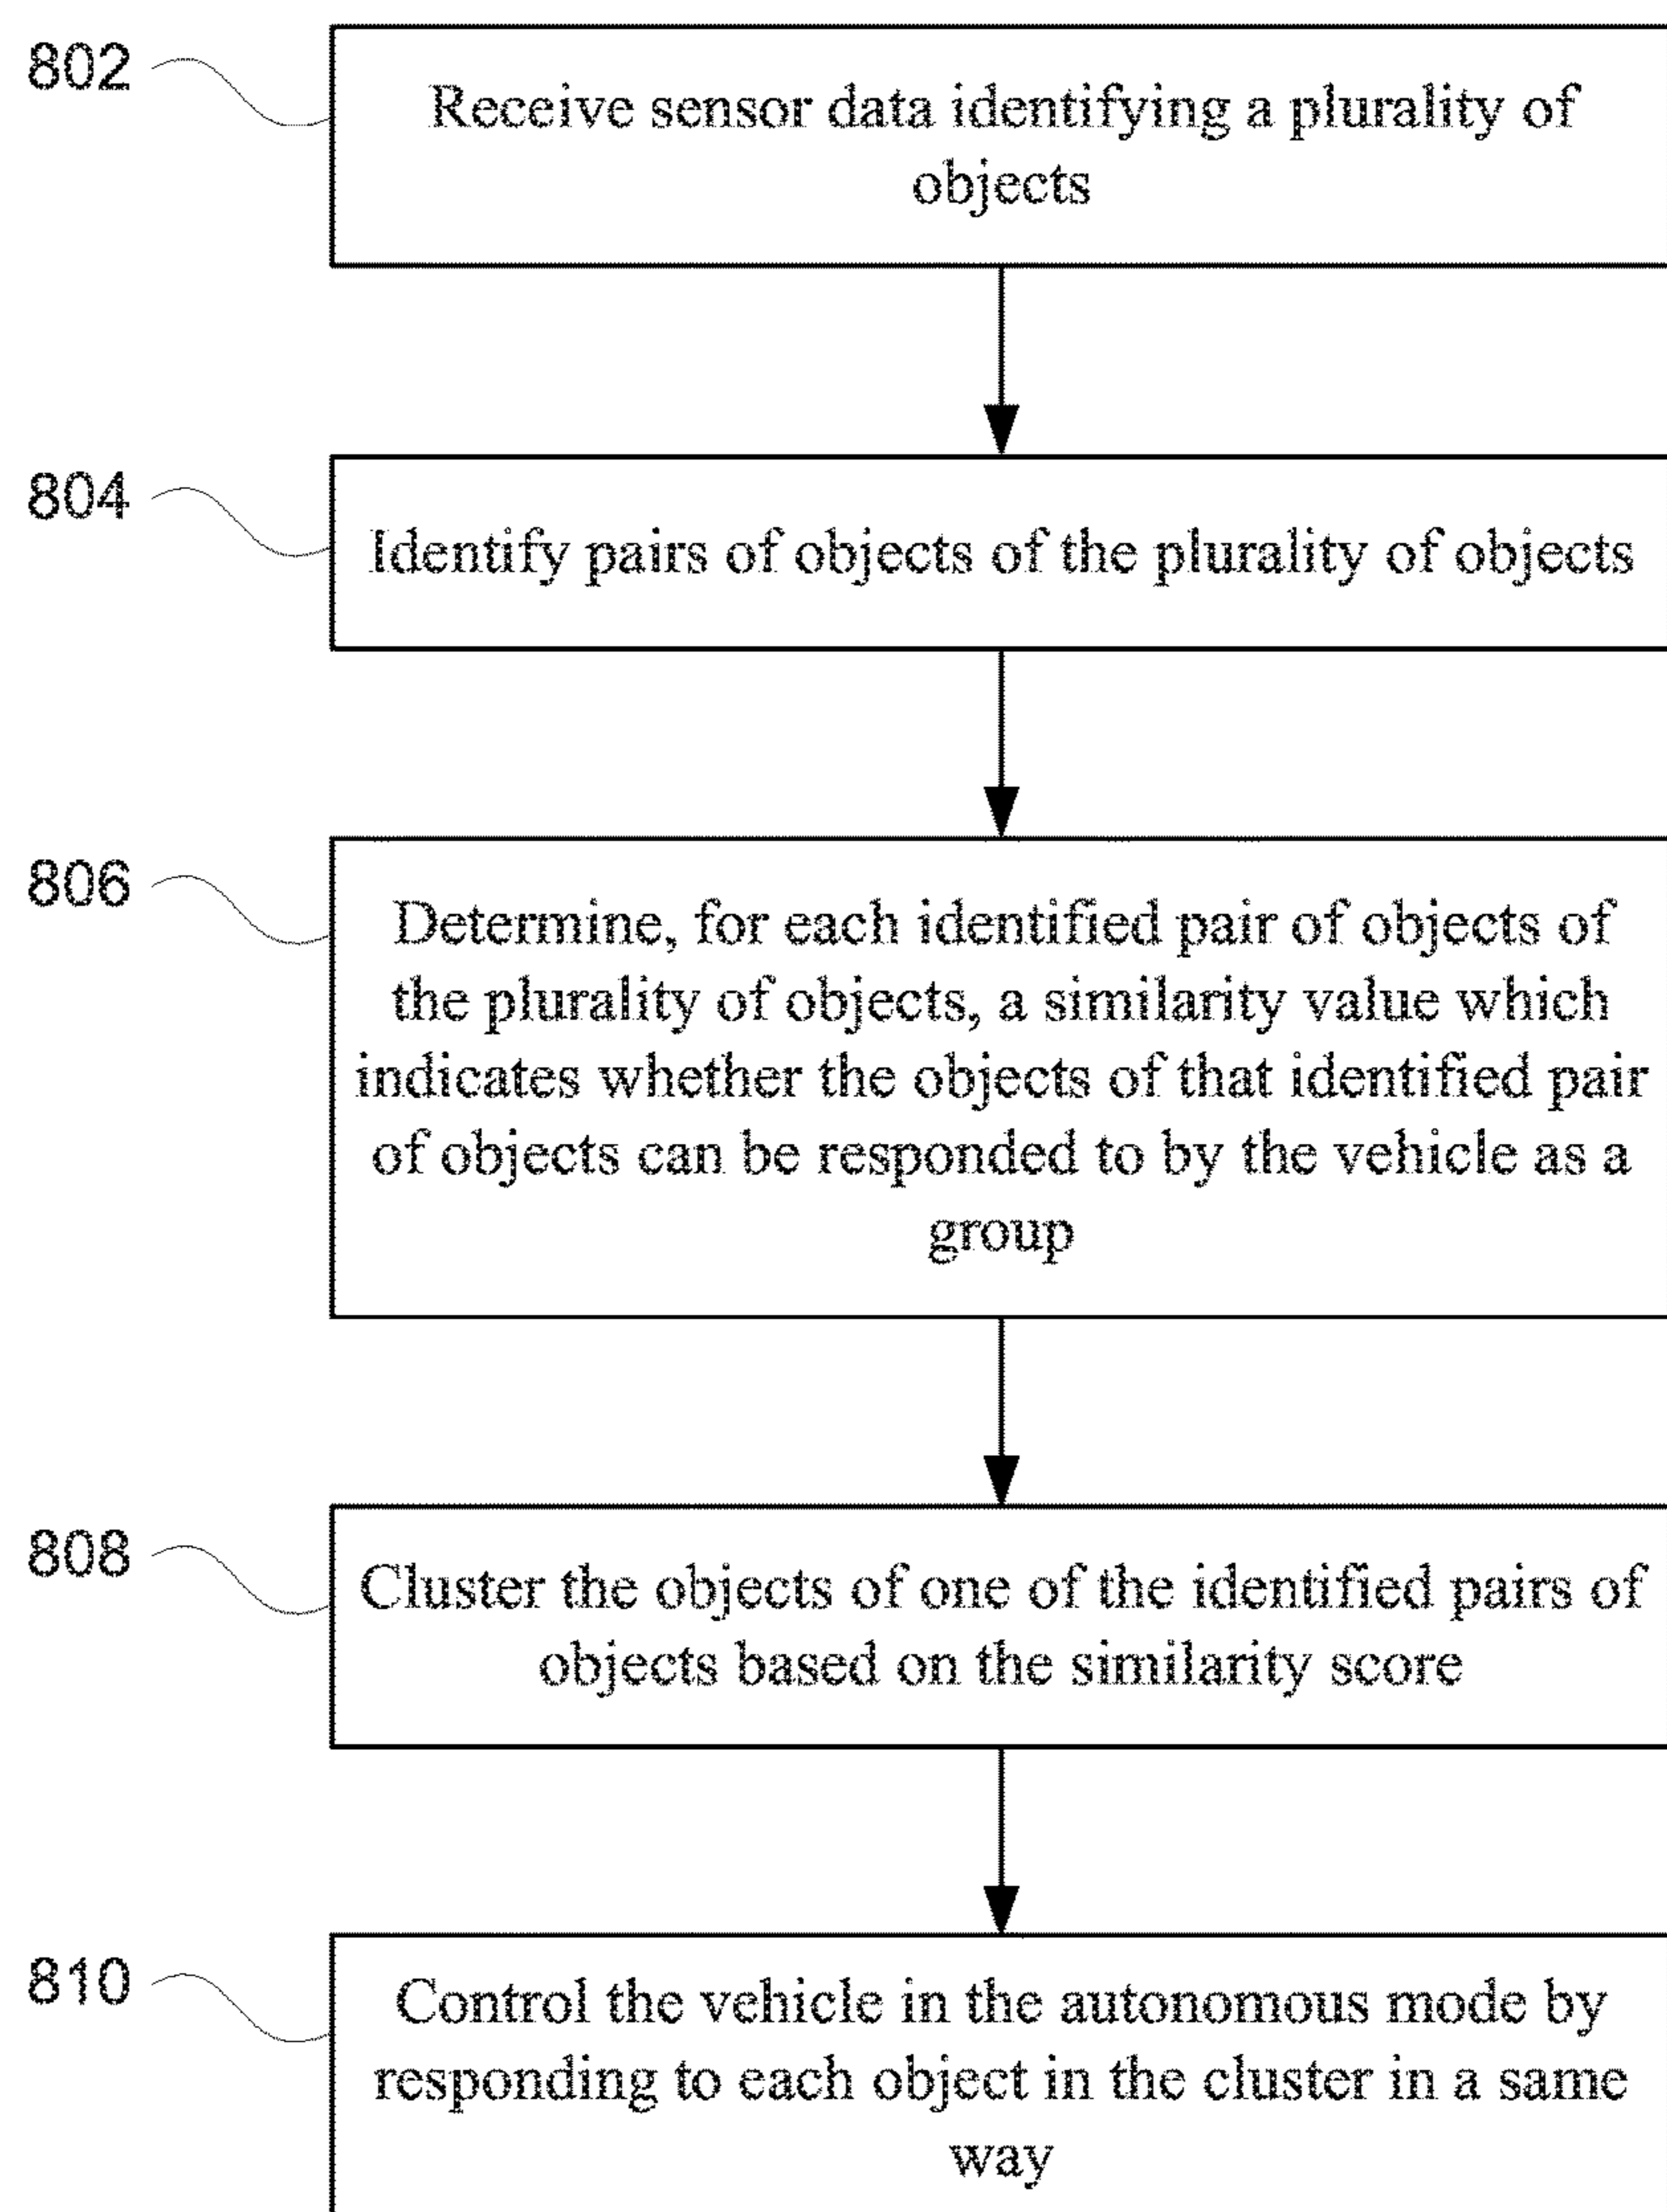 802
Receive sensor data identifying a plurality of
objects
804
Identify pairs of objects of the plurality of objects
806
Determine, for each identified pair of objects of
the plurality of objects, a similarity value which
indicates whether the objects of that identified pair
of objects can be responded to by the vehicle as a
group
808
Cluster the objects of one of the identified pairs of
objects based on the similarity score
810
Control the vehicle in the autonomous mode by
responding to each object in the cluster in a same
way